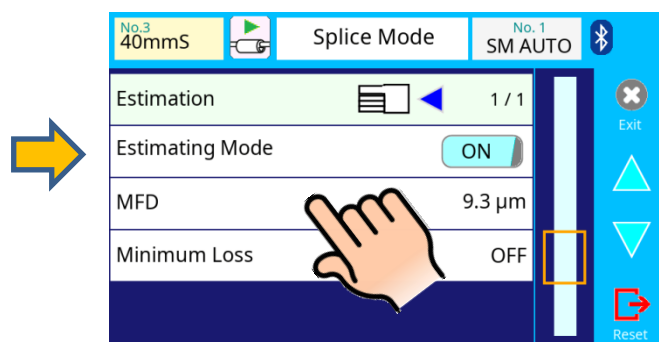 No.3
40mmS
Splice Mode
No. 1
SM AUTO
Estimation 1 / 1
Exit
Estimating Mode ON
MFD 9.3 µm
Minimum Loss OFF
Reset